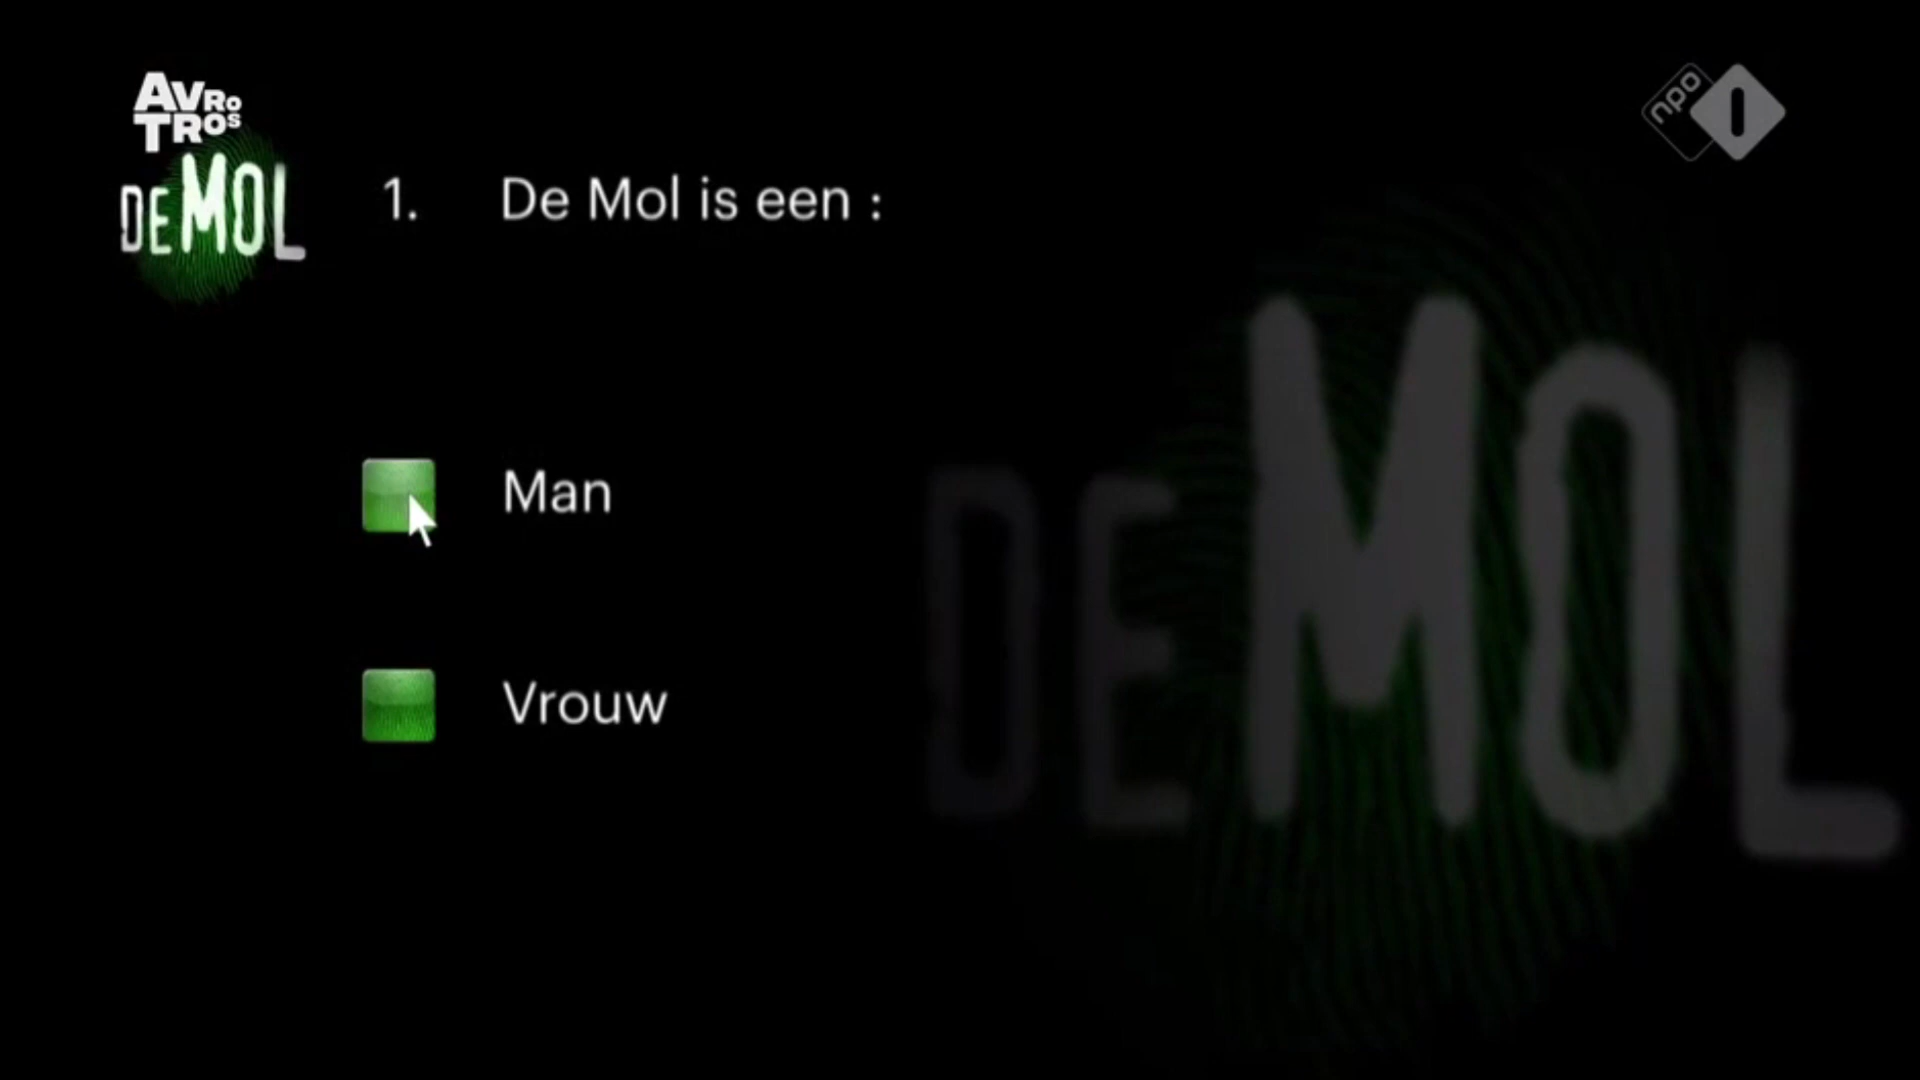 AVRO
TROS
npo 1
DE MOL
1. De Mol is een :
Man
Vrouw
DE MOL